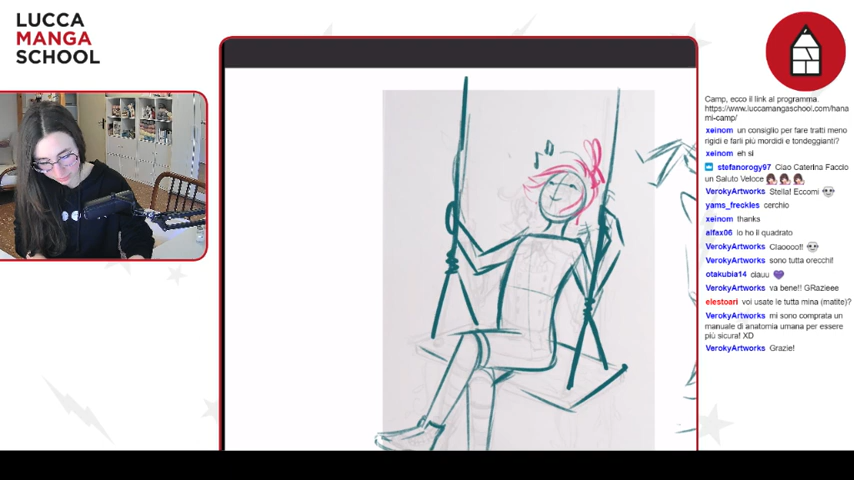 LUCCA
MANGA
SCHOOL
Camp, ecco il link al programma.
https://www.luccamangaschool.com/hana
mi-camp/
xeinom un consiglio per fare tratti meno
rigidi e farli più morbidi e tondeggianti?
xeinom eh sì
stefanorogy97 Ciao Caterina Faccio
un Saluto Veloce
VerokyArtworks Stella! Eccomi
yams_freckles cerchio
xeinom thanks
alfax06 Io ho il quadrato
VerokyArtworks CIaoooo!!
VerokyArtworks sono tutta orecchi!
otakubia14 ciauu
VerokyArtworks va bene!! GRazieee
elestoari voi usate le tutta mina (matite)?
VerokyArtworks mi sono comprata un
manuale di anatomia umana per essere
più sicura! XD
VerokyArtworks Grazie!